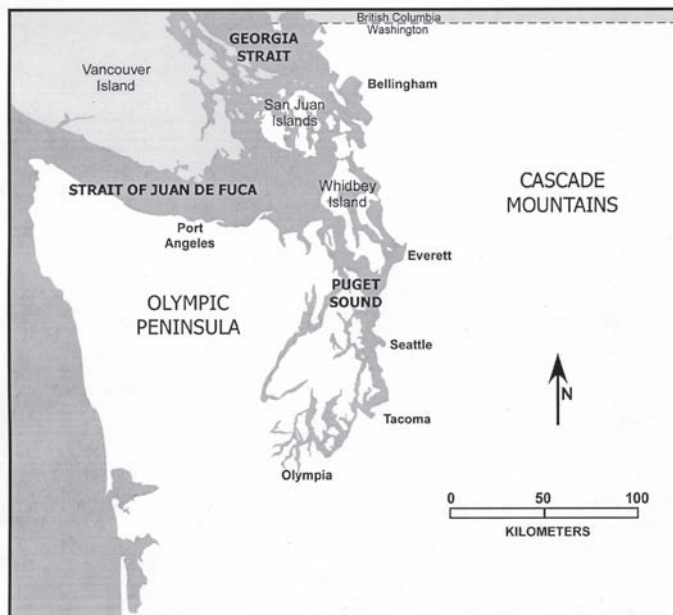 British Columbia
Washington
GEORGIA
STRAIT
Vancouver
Island
Bellingham
San Juan
Islands
STRAIT OF JUAN DE FUCA
Whidbey
Island
CASCADE
MOUNTAINS
Port
Angeles
Everett
PUGET
SOUND
OLYMPIC
PENINSULA
Seattle
N
Tacoma
Olympia
0 50 100
KILOMETERS